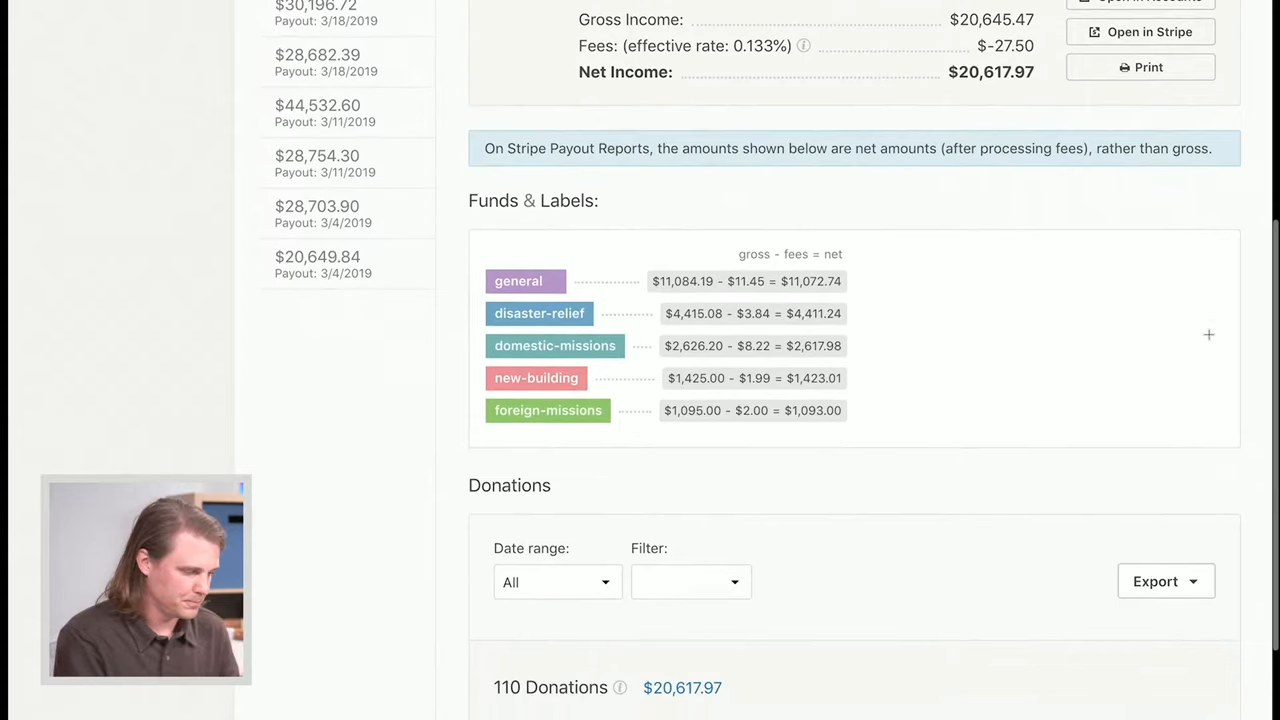 $30,196.72
Payout: 3/18/2019
$28,682.39
Payout: 3/18/2019
$44,532.60
Payout: 3/11/2019
$28,754.30
Payout: 3/11/2019
$28,703.90
Payout: 3/4/2019
$20,649.84
Payout: 3/4/2019
Gross Income: $20,645.47
Fees: (effective rate: 0.133%) $-27.50
Net Income: $20,617.97
Open in Stripe
Print
On Stripe Payout Reports, the amounts shown below are net amounts (after processing fees), rather than gross.
Funds & Labels:
gross - fees = net
general $11,084.19 - $11.45 = $11,072.74
disaster-relief $4,415.08 - $3.84 = $4,411.24
domestic-missions $2,626.20 - $8.22 = $2,617.98
new-building $1,425.00 - $1.99 = $1,423.01
foreign-missions $1,095.00 - $2.00 = $1,093.00
Donations
Date range: Filter:
All
Export
110 Donations $20,617.97